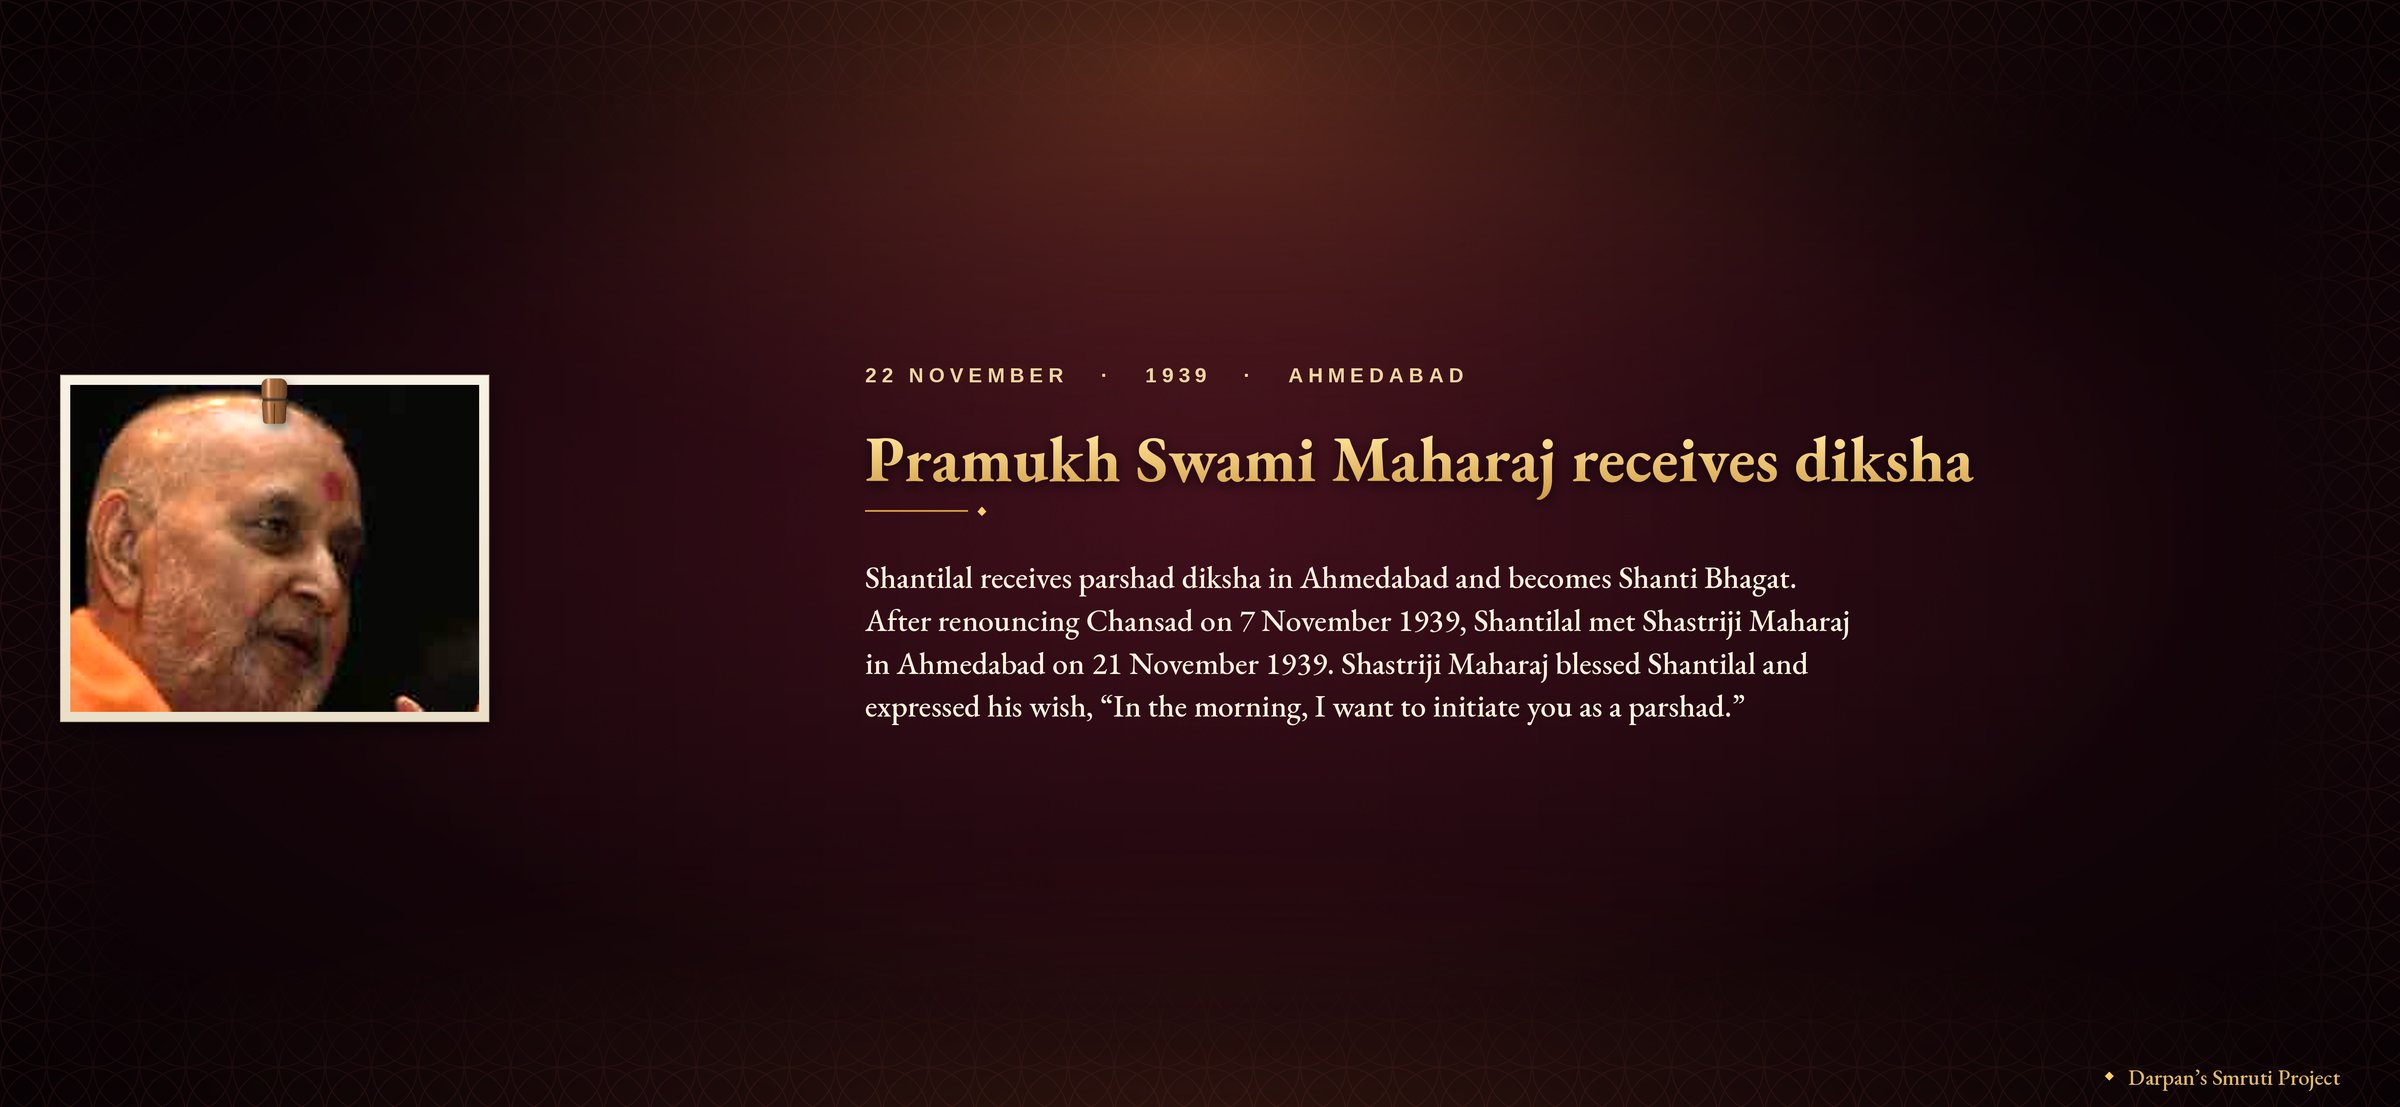 22 NOVEMBER · 1939 · AHMEDABAD
Pramukh Swami Maharaj receives diksha
Shantilal receives parshad diksha in Ahmedabad and becomes Shanti Bhagat.
After renouncing Chansad on 7 November 1939, Shantilal met Shastriji Maharaj
in Ahmedabad on 21 November 1939. Shastriji Maharaj blessed Shantilal and
expressed his wish, “In the morning, I want to initiate you as a parshad.”
Darpan’s Smruti Project